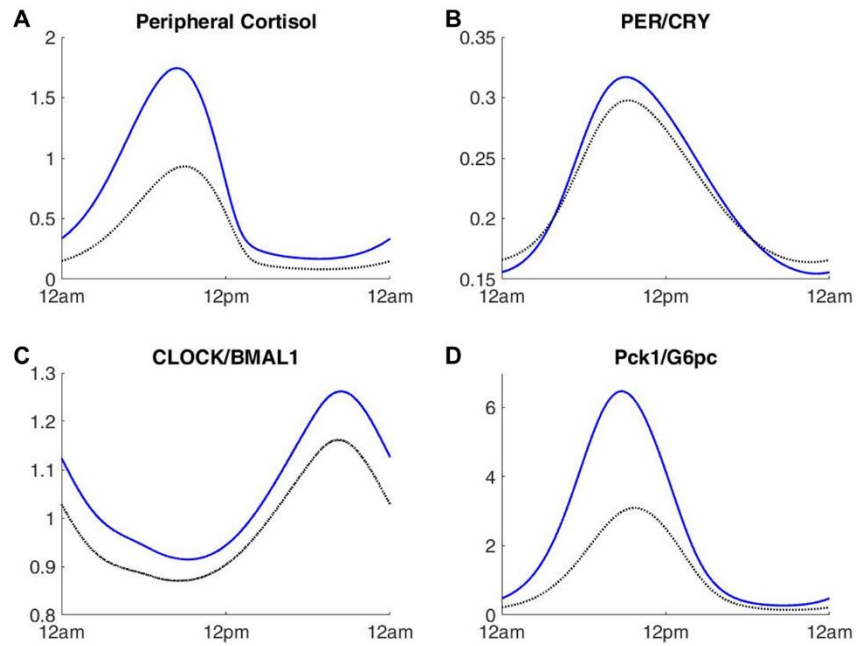 A Peripheral Cortisol
2
1.5
1
0.5
0
12am 12pm 12am
B PER/CRY
0.35
0.3
0.25
0.2
0.15
12am 12pm 12am
C CLOCK/BMAL1
1.3
1.2
1.1
1
0.9
0.8
12am 12pm 12am
D Pck1/G6pc
6
4
2
0
12am 12pm 12am